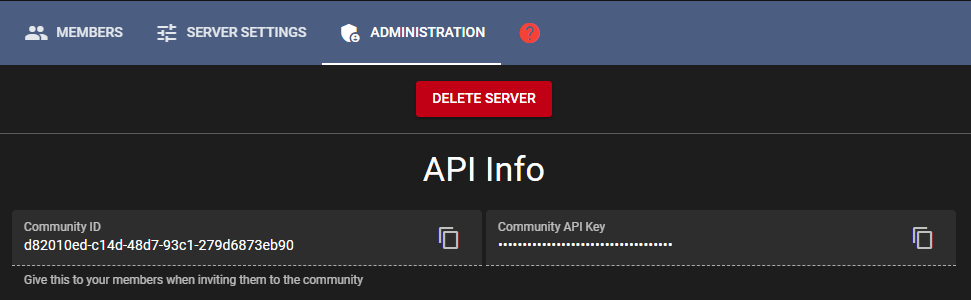 MEMBERS SERVER SETTINGS ADMINISTRATION ?
DELETE SERVER
API Info
Community ID
d82010ed-c14d-48d7-93c1-279d6873eb90
Community API Key
••••••••••••••••••••••••••••••••••••
Give this to your members when inviting them to the community